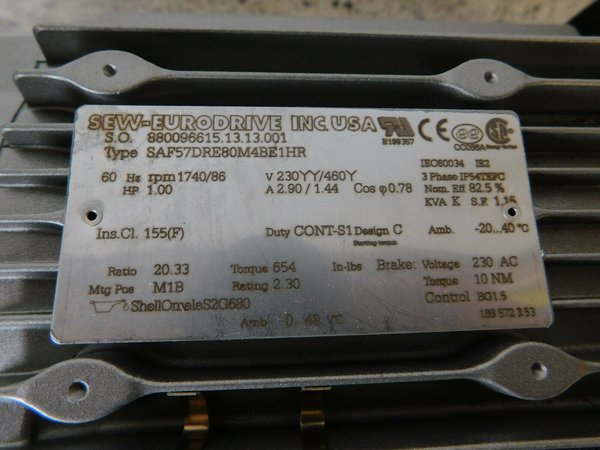 SEW-EURODRIVE INC. USA
S.O. 880096615.13.13.001
Type SAF57DRE80M4BE1HR
E189357
CC056A
60 Hz rpm 1740/86 V 230YY/460Y
HP 1.00 A 2.90 / 1.44 Cos φ 0.78
IEC60034 IE2
3 Phase IP54TEFC
Nom. Eff 82.5 %
KVA K S.F. 1.15
Ins.Cl. 155(F) Duty CONT-S1 Design C Amb. -20...40 °C
Starting torque
Ratio 20.33 Torque 654 In-lbs Brake: Voltage 230 AC
Mtg Pos M1B Rating 2.30 Torque 10 NM
Control BG1.5
ShellOmalaS2G680
Amb 0..40 °C
188 572 3.53